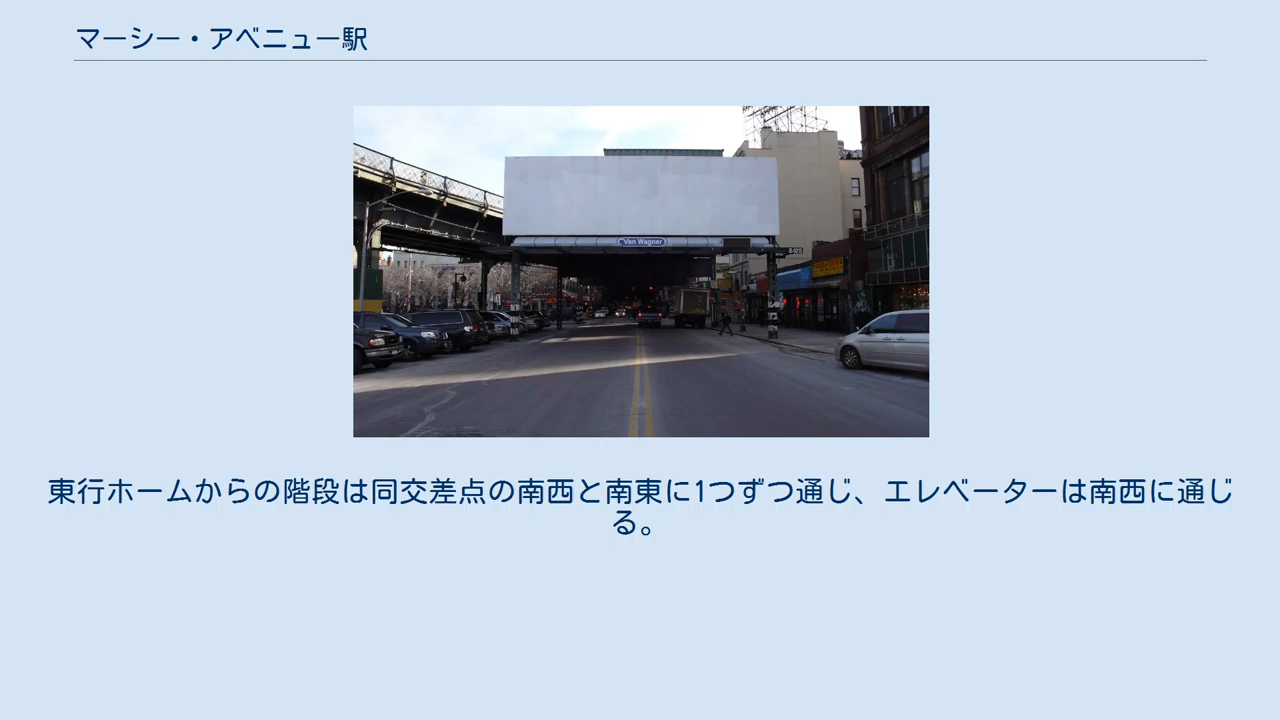 マーシー・アベニュー駅
Van Wagner
東行ホームからの階段は同交差点の南西と南東に1つずつ通じ、エレベーターは南西に通じ
る。